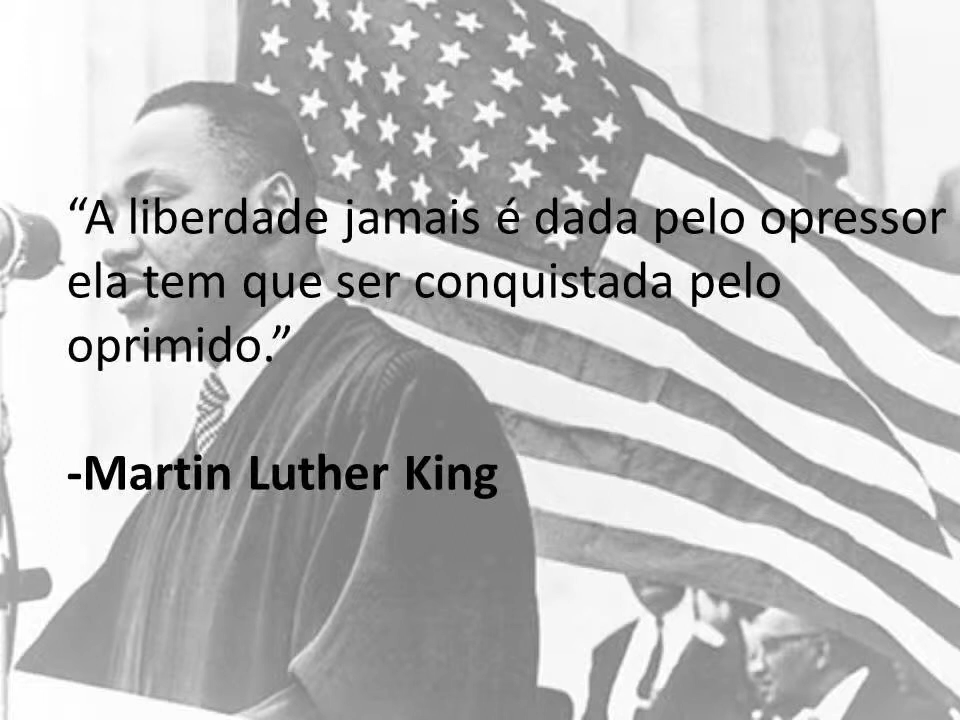 “A liberdade jamais é dada pelo opressor
ela tem que ser conquistada pelo
oprimido.”
-Martin Luther King